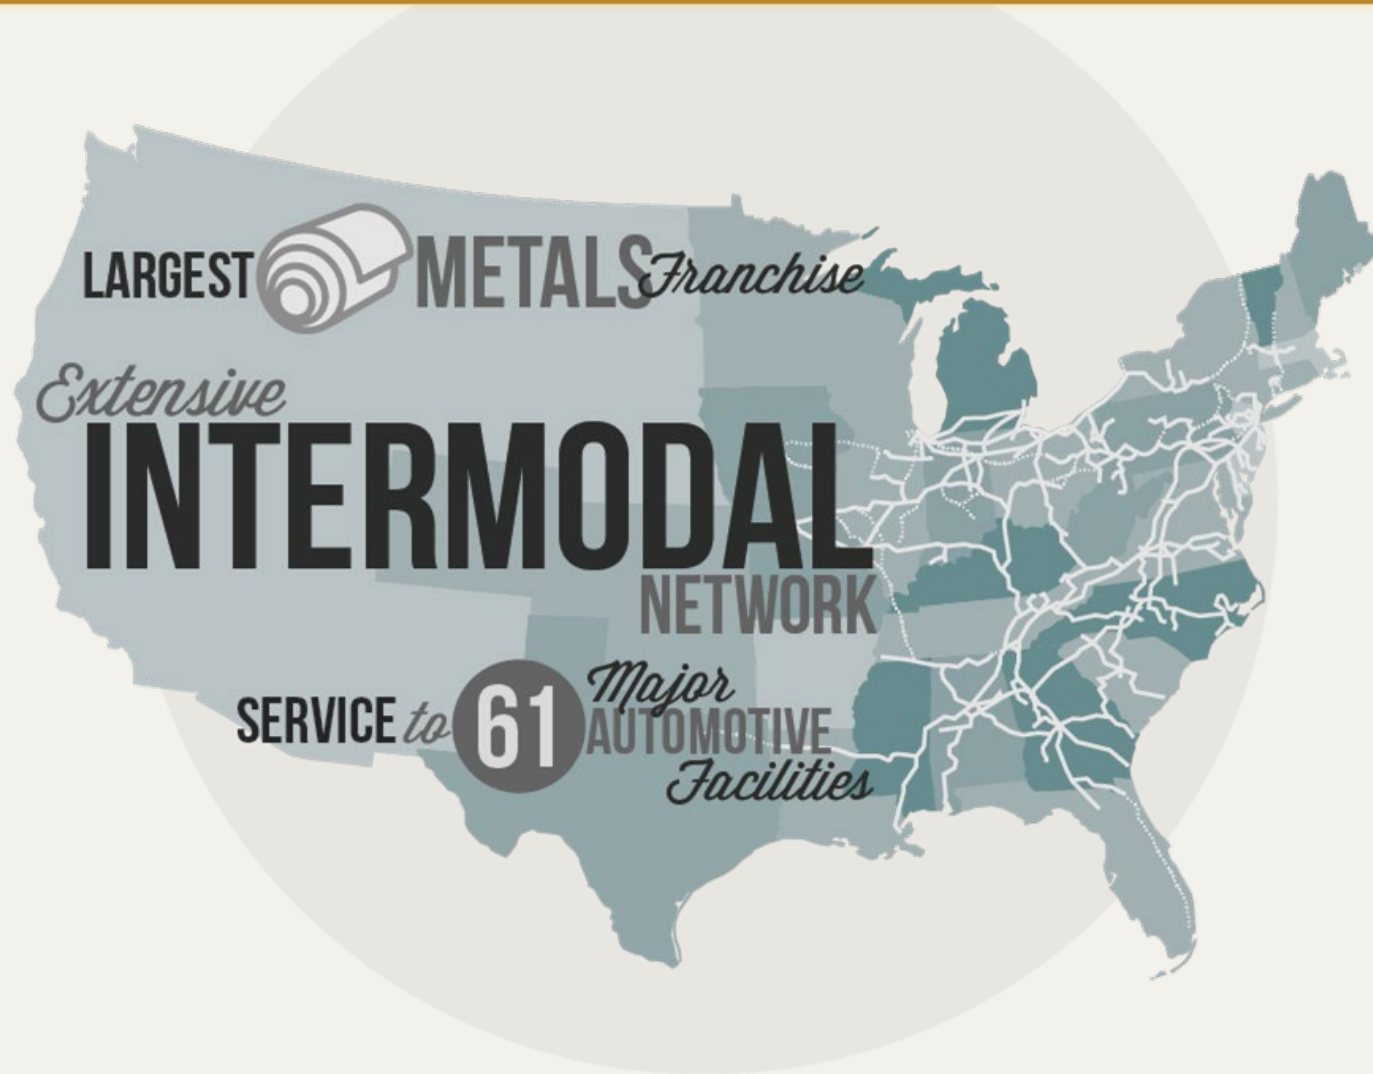 LARGEST METALS Franchise
Extensive
INTERMODAL
NETWORK
SERVICE to 61 Major
AUTOMOTIVE
Facilities